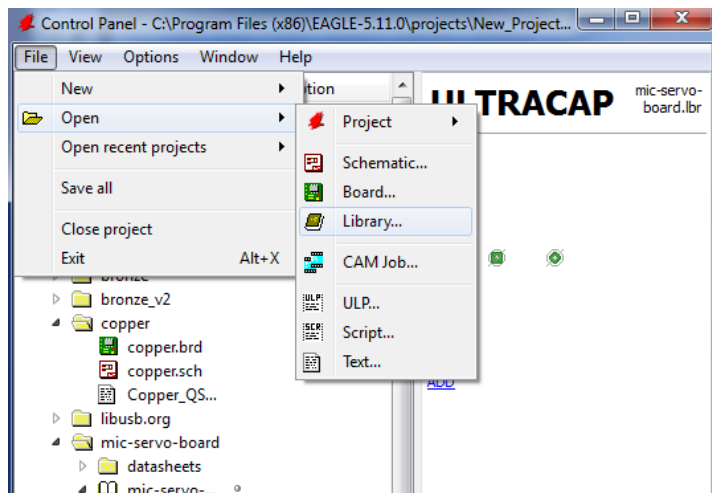 Control Panel - C:\Program Files (x86)\EAGLE-5.11.0\projects\New_Project...
File View Options Window Help
New
Open
Open recent projects
Save all
Close project
Exit Alt+X
Project
Schematic...
Board...
Library...
CAM Job...
ULP...
Script...
Text...
ULTRACAP
mic-servo-
board.lbr
ADD
bronze
bronze_v2
copper
copper.brd
copper.sch
Copper_QS...
libusb.org
mic-servo-board
datasheets
mic-servo-...